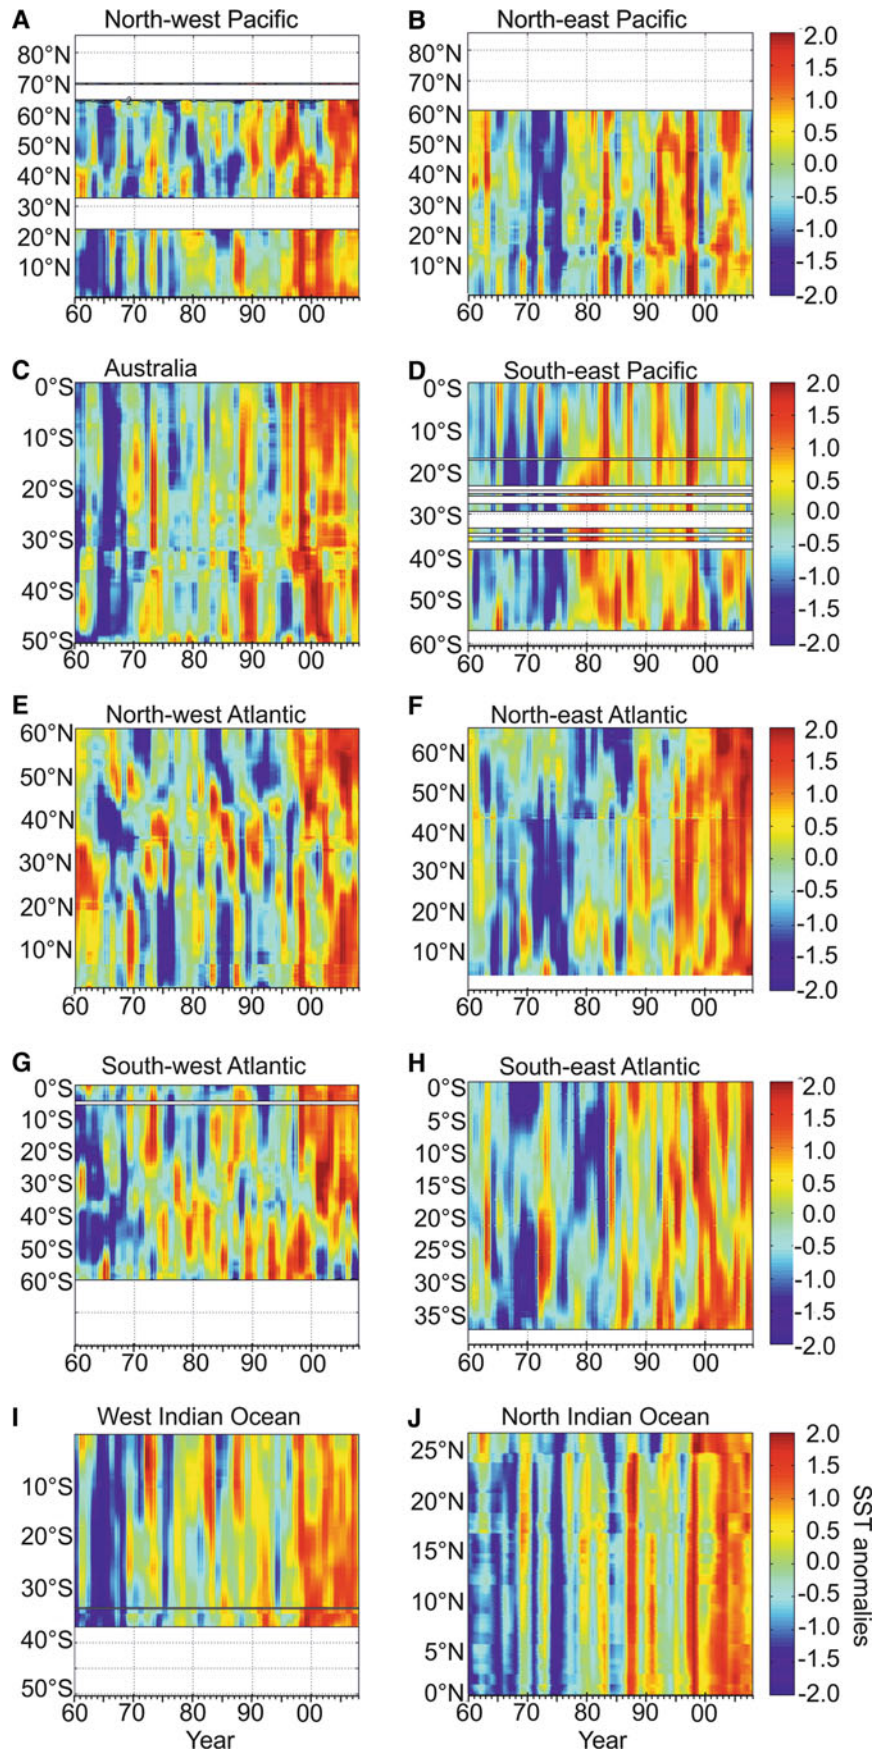 A North-west Pacific
80°N
70°N
60°N
50°N
40°N
30°N
20°N
10°N
60 70 80 90 00
2
B North-east Pacific
80°N
70°N
60°N
50°N
40°N
30°N
20°N
10°N
60 70 80 90 00
2.0
1.5
1.0
0.5
0.0
-0.5
-1.0
-1.5
-2.0
C Australia
0°S
10°S
20°S
30°S
40°S
50°S
60 70 80 90 00
D South-east Pacific
0°S
10°S
20°S
30°S
40°S
50°S
60°S
60 70 80 90 00
2.0
1.5
1.0
0.5
0.0
-0.5
-1.0
-1.5
-2.0
E North-west Atlantic
60°N
50°N
40°N
30°N
20°N
10°N
60 70 80 90 00
F North-east Atlantic
60°N
50°N
40°N
30°N
20°N
10°N
60 70 80 90 00
2.0
1.5
1.0
0.5
0.0
-0.5
-1.0
-1.5
-2.0
G South-west Atlantic
0°S
10°S
20°S
30°S
40°S
50°S
60°S
60 70 80 90 00
H South-east Atlantic
0°S
5°S
10°S
15°S
20°S
25°S
30°S
35°S
60 70 80 90 00
2.0
1.5
1.0
0.5
0.0
-0.5
-1.0
-1.5
-2.0
I West Indian Ocean
10°S
20°S
30°S
40°S
50°S
60 70 80 90 00
Year
J North Indian Ocean
25°N
20°N
15°N
10°N
5°N
0°N
60 70 80 90 00
Year
2.0
1.5
1.0
0.5
0.0
-0.5
-1.0
-1.5
-2.0
SST anomalies